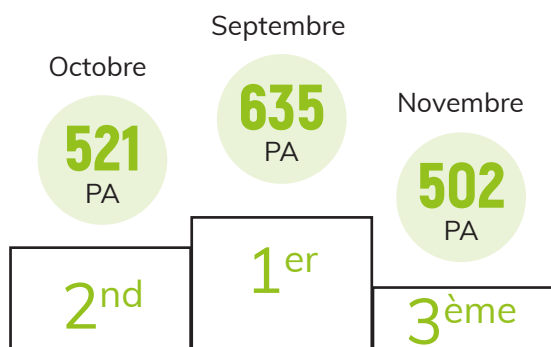 Septembre
635
PA
Octobre
521
PA
Novembre
502
PA
1er
2nd
3ème